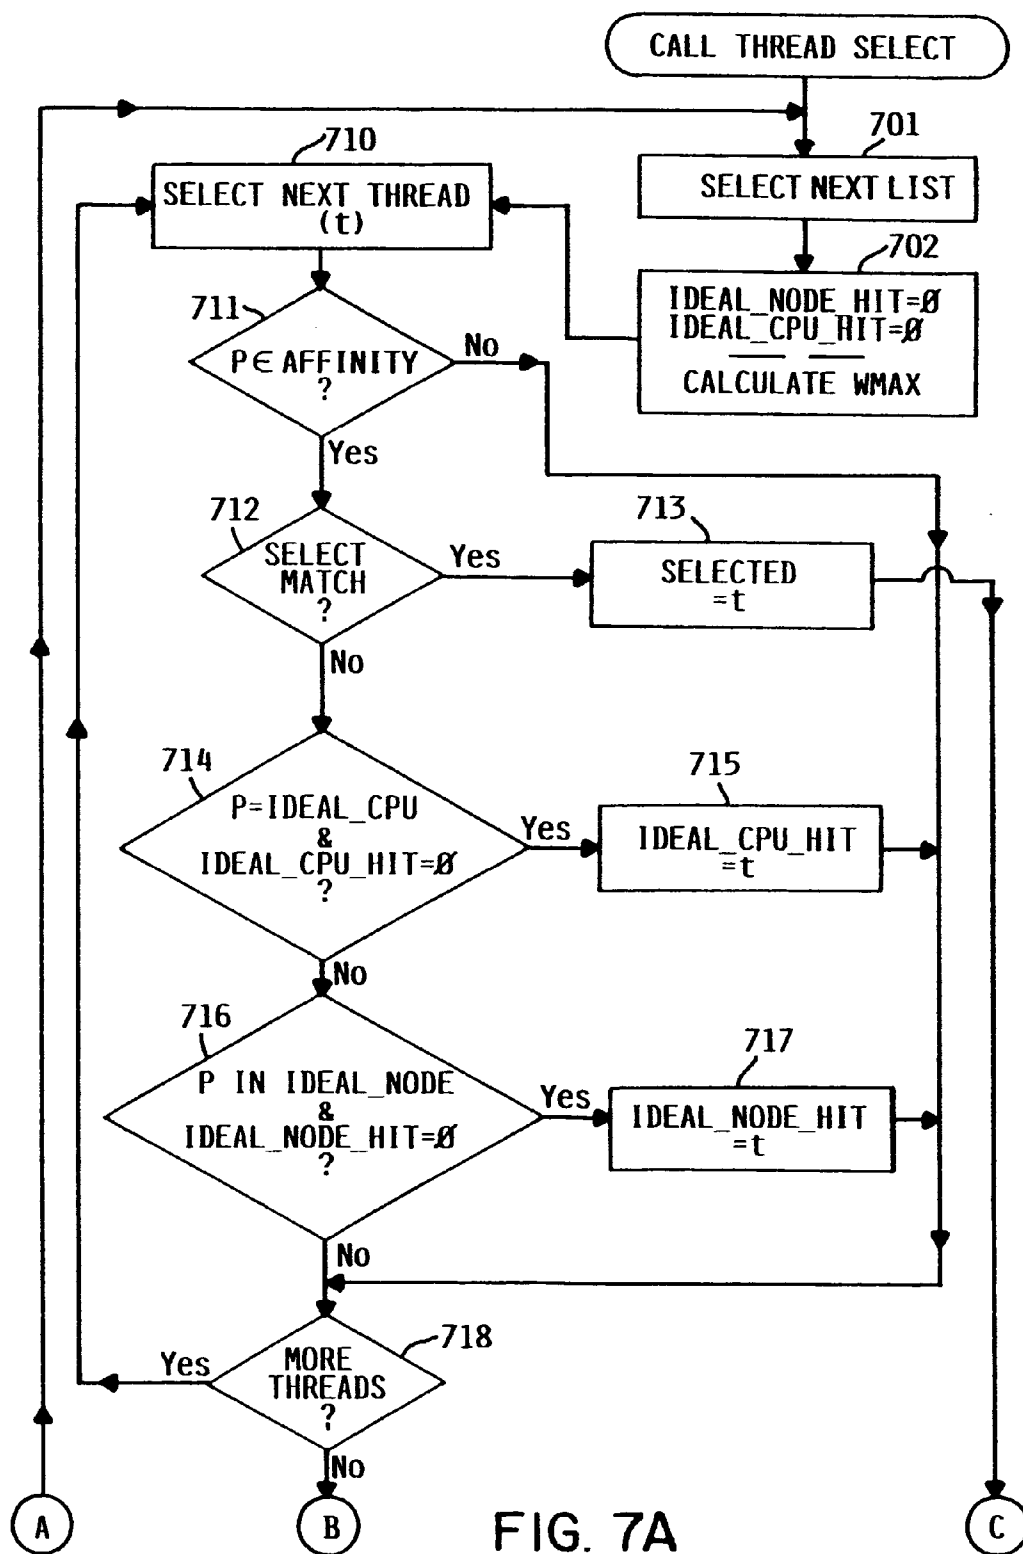 CALL THREAD SELECT
701
SELECT NEXT LIST
710
SELECT NEXT THREAD
(t)
702
IDEAL_NODE_HIT=Ø
IDEAL_CPU_HIT=Ø
CALCULATE WMAX
711
P∈AFFINITY
?
No
Yes
712
SELECT
MATCH
?
Yes
713
SELECTED
=t
No
714
P=IDEAL_CPU
&
IDEAL_CPU_HIT=Ø
?
Yes
715
IDEAL_CPU_HIT
=t
No
716
P IN IDEAL_NODE
&
IDEAL_NODE_HIT=Ø
?
Yes
717
IDEAL_NODE_HIT
=t
No
718
MORE
THREADS
?
Yes
No
A
B
FIG. 7A
C